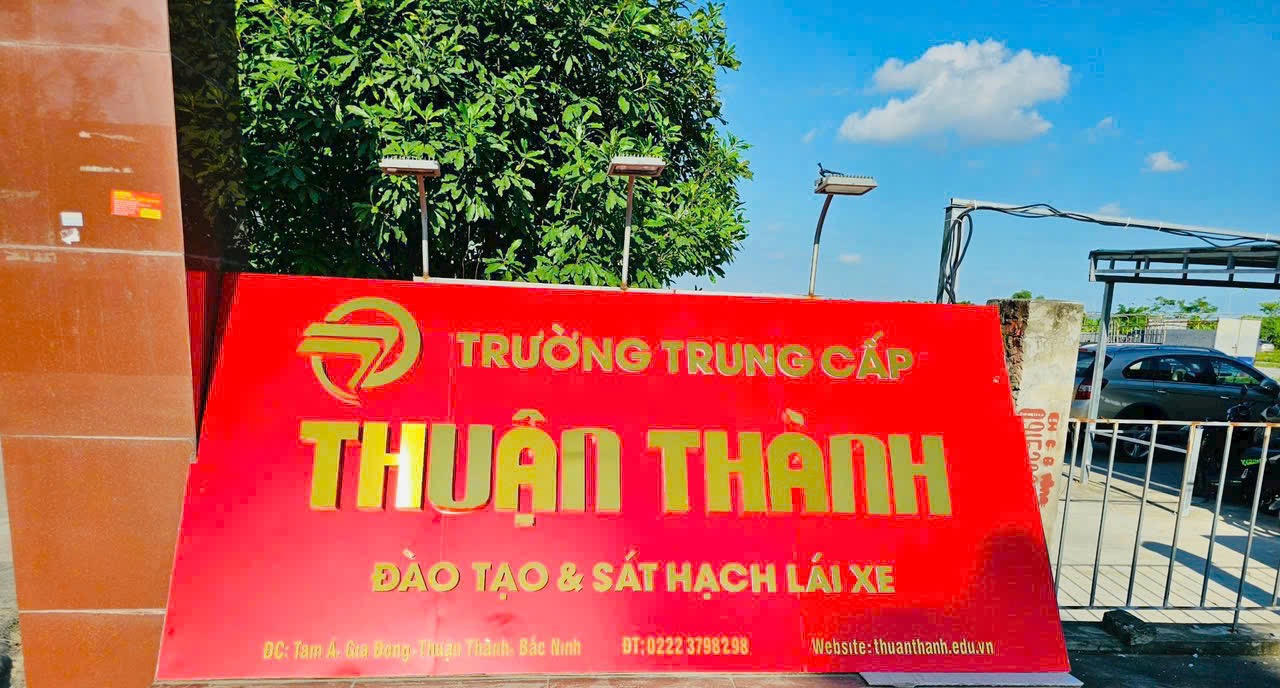 TRƯỜNG TRUNG CẤP
THUẬN THÀNH
ĐÀO TẠO & SÁT HẠCH LÁI XE
ĐC: Tam Á- Gia Đông- Thuận Thành- Bắc Ninh
ĐT: 0222 3798298
Website: thuanthanh.edu.vn